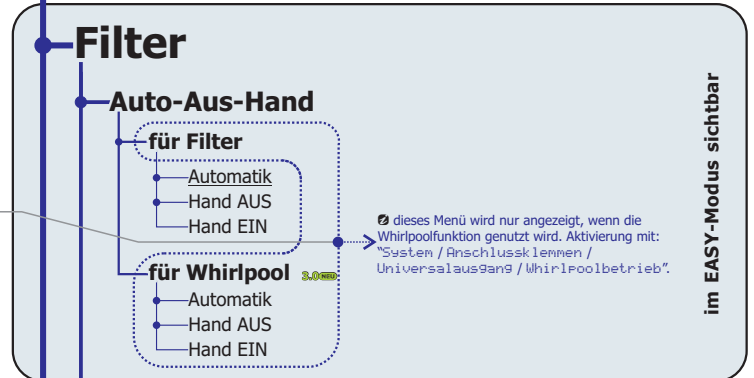 Filter
Auto-Aus-Hand
für Filter
Automatik
Hand AUS
Hand EIN
für Whirlpool 3.0 NEU
Automatik
Hand AUS
Hand EIN
dieses Menü wird nur angezeigt, wenn die
Whirlpoolfunktion genutzt wird. Aktivierung mit:
"System / Anschlussklemmen /
Universalausgang / Whirlpoolbetrieb".
im EASY-Modus sichtbar